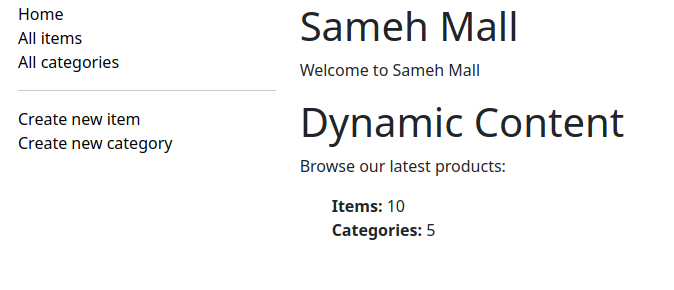 Home
All items
All categories
Create new item
Create new category
Sameh Mall
Welcome to Sameh Mall
Dynamic Content
Browse our latest products:
Items: 10
Categories: 5